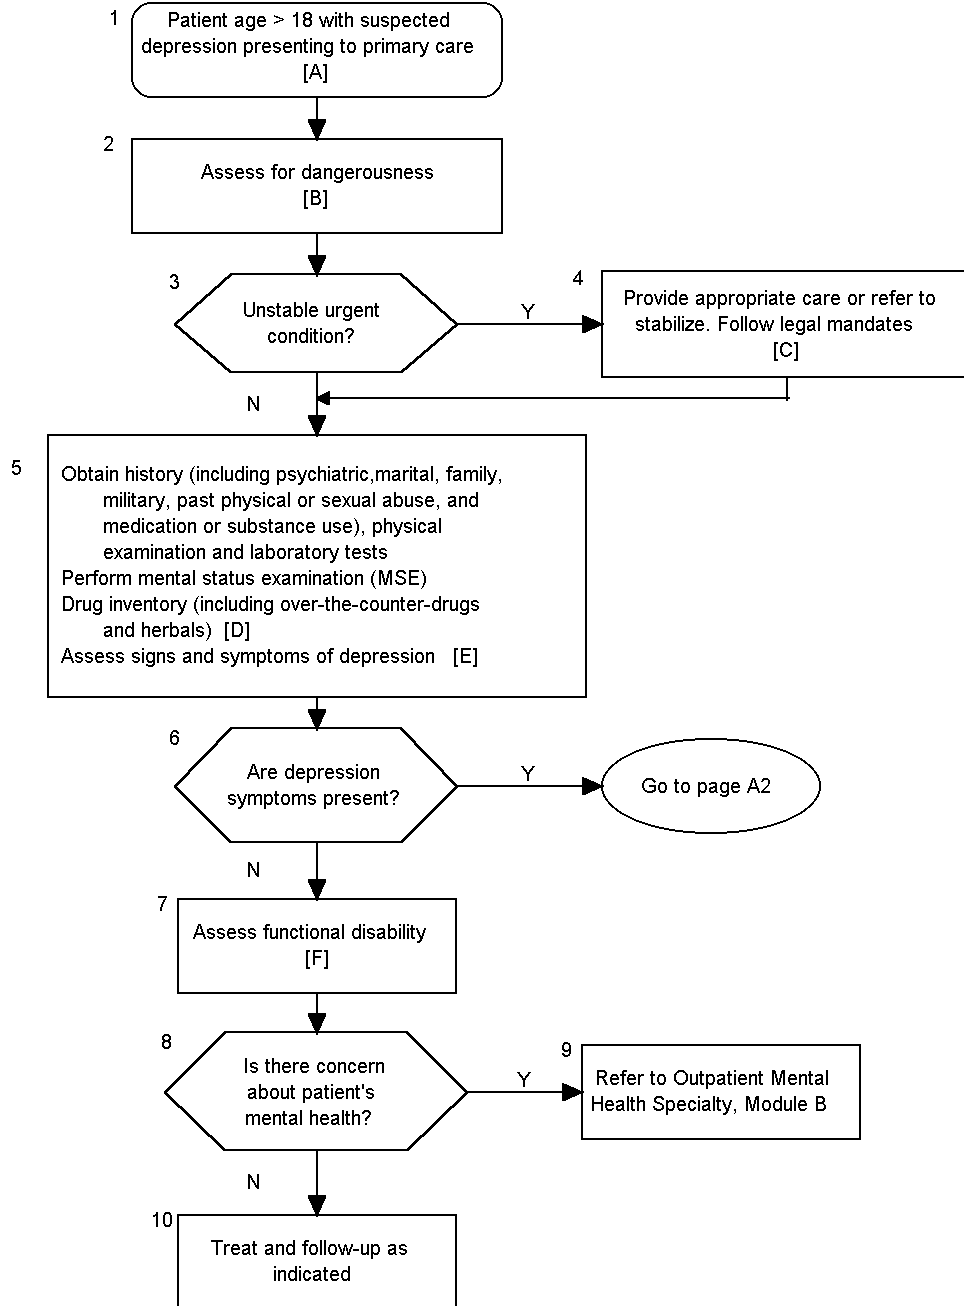 1
Patient age > 18 with suspected
depression presenting to primary care
[A]
2
Assess for dangerousness
[B]
3
Unstable urgent
condition?
Y
4
Provide appropriate care or refer to
stabilize. Follow legal mandates
[C]
N
5
Obtain history (including psychiatric,marital, family,
military, past physical or sexual abuse, and
medication or substance use), physical
examination and laboratory tests
Perform mental status examination (MSE)
Drug inventory (including over-the-counter-drugs
and herbals) [D]
Assess signs and symptoms of depression [E]
6
Are depression
symptoms present?
Y
Go to page A2
N
7
Assess functional disability
[F]
8
Is there concern
about patient's
mental health?
Y
9
Refer to Outpatient Mental
Health Specialty, Module B
N
10
Treat and follow-up as
indicated